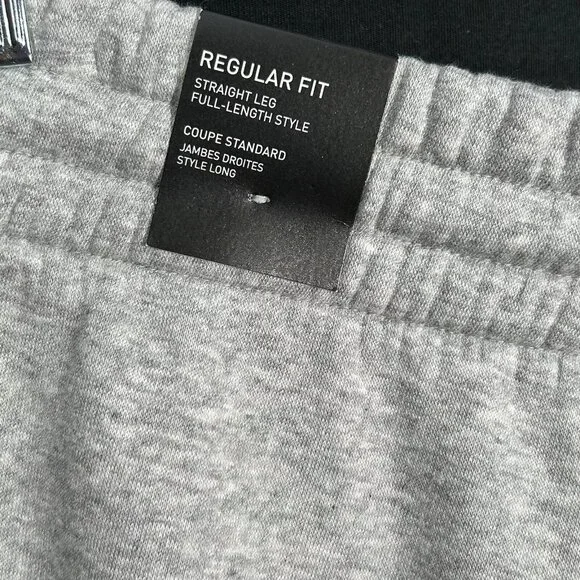 REGULAR FIT
STRAIGHT LEG
FULL-LENGTH STYLE
COUPE STANDARD
JAMBES DROITES
STYLE LONG